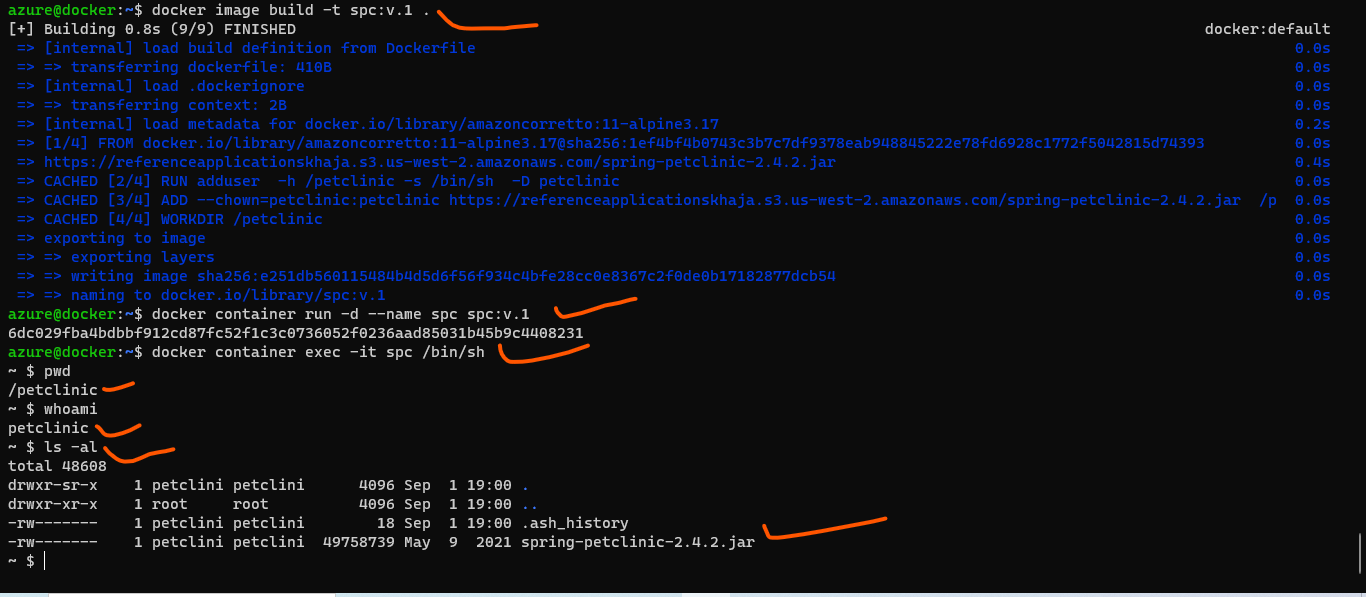 azure@docker:~$ docker image build -t spc:v.1 .
[+] Building 0.8s (9/9) FINISHED docker:default
=> [internal] load build definition from Dockerfile 0.0s
=> => transferring dockerfile: 410B 0.0s
=> [internal] load .dockerignore 0.0s
=> => transferring context: 2B 0.0s
=> [internal] load metadata for docker.io/library/amazoncorretto:11-alpine3.17 0.2s
=> [1/4] FROM docker.io/library/amazoncorretto:11-alpine3.17@sha256:1ef4bf4b0743c3b7c7df9378eab948845222e78fd6928c1772f5042815d74393 0.0s
=> https://referenceapplicationskhaja.s3.us-west-2.amazonaws.com/spring-petclinic-2.4.2.jar 0.4s
=> CACHED [2/4] RUN adduser  -h /petclinic -s /bin/sh  -D petclinic 0.0s
=> CACHED [3/4] ADD --chown=petclinic:petclinic https://referenceapplicationskhaja.s3.us-west-2.amazonaws.com/spring-petclinic-2.4.2.jar  /p 0.0s
=> CACHED [4/4] WORKDIR /petclinic 0.0s
=> exporting to image 0.0s
=> => exporting layers 0.0s
=> => writing image sha256:e251db560115484b4d5d6f56f934c4bfe28cc0e8367c2f0de0b17182877dcb54 0.0s
=> => naming to docker.io/library/spc:v.1 0.0s
azure@docker:~$ docker container run -d --name spc spc:v.1
6dc029fba4bdbbf912cd87fc52f1c3c0736052f0236aad85031b45b9c4408231
azure@docker:~$ docker container exec -it spc /bin/sh
~ $ pwd
/petclinic
~ $ whoami
petclinic
~ $ ls -al
total 48608
drwxr-sr-x    1 petclini petclini      4096 Sep  1 19:00 .
drwxr-xr-x    1 root     root          4096 Sep  1 19:00 ..
-rw-------    1 petclini petclini        18 Sep  1 19:00 .ash_history
-rw-------    1 petclini petclini  49758739 May  9  2021 spring-petclinic-2.4.2.jar
~ $